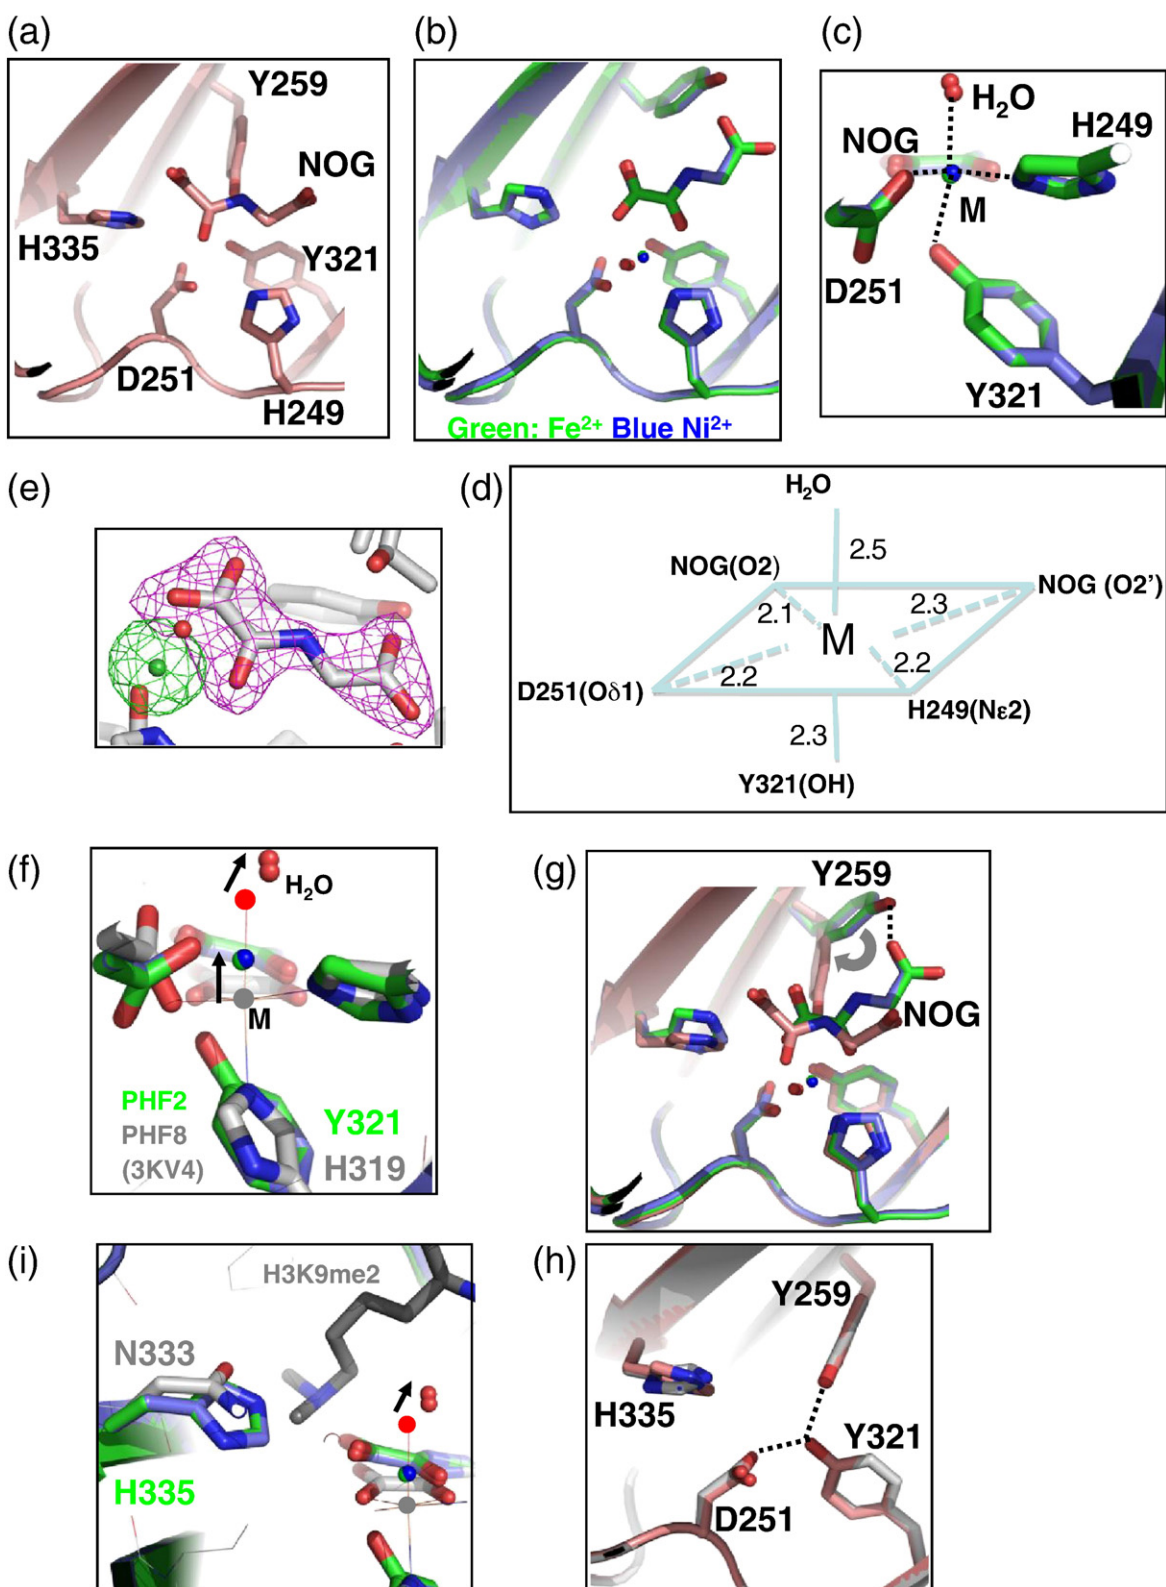 (a)
Y259
NOG
H335
Y321
D251
H249
(b)
Green: Fe²⁺ Blue Ni²⁺
(c)
H₂O
H249
NOG
M
D251
Y321
(e)
(d)
H₂O
2.5
NOG(O2)
NOG (O2')
2.1
2.3
M
2.2
2.2
D251(Oδ1)
H249(Nε2)
2.3
Y321(OH)
(f)
H₂O
M
PHF2
PHF8
(3KV4)
Y321
H319
(g)
Y259
NOG
(i)
H3K9me2
N333
H335
(h)
Y259
H335
Y321
D251